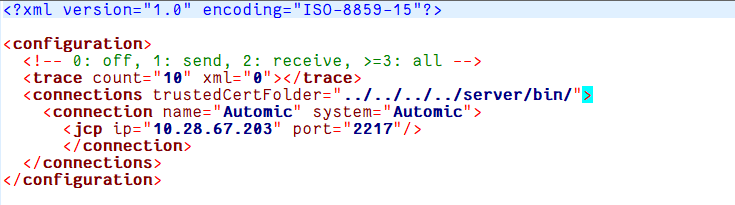 <?xml version="1.0" encoding="ISO-8859-15"?>
<configuration>
<!-- 0: off, 1: send, 2: receive, >=3: all -->
<trace count="10" xml="0"></trace>
<connections trustedCertFolder="../../../../server/bin/">
<connection name="Automic" system="Automic">
<jcp ip="10.28.67.203" port="2217"/>
</connection>
</connections>
</configuration>